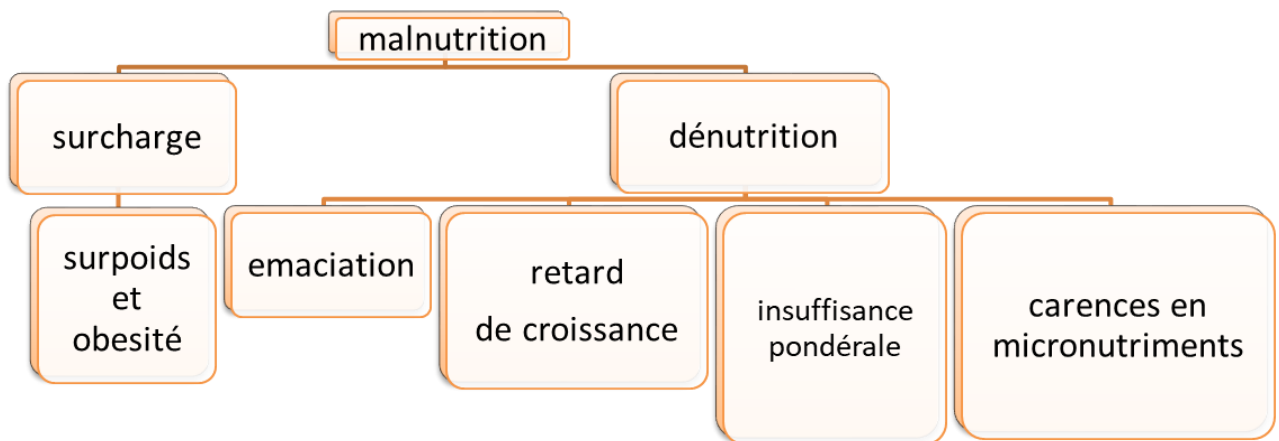 malnutrition
surcharge
dénutrition
surpoids
et
obesité
emaciation
retard
de croissance
insuffisance
pondérale
carences en
micronutriments